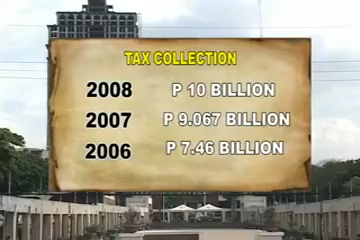 TAX COLLECTION
2008 P 10 BILLION
2007 P 9.067 BILLION
2006 P 7.46 BILLION